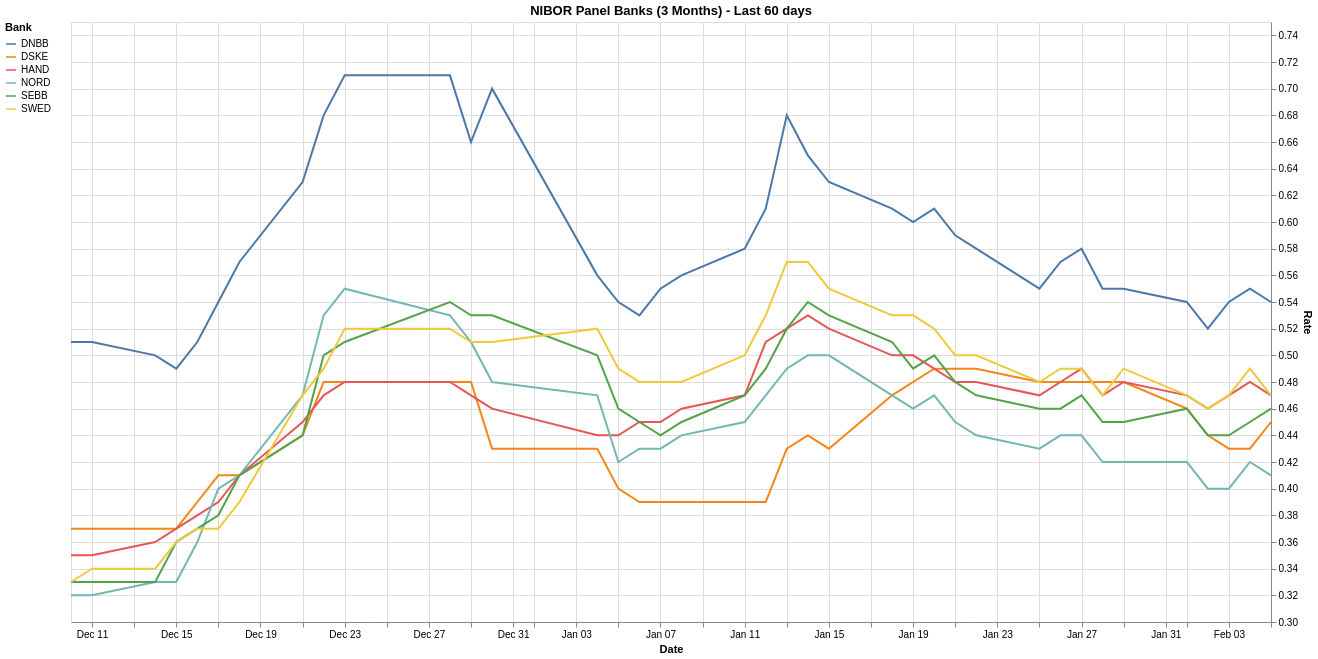 NIBOR Panel Banks (3 Months) - Last 60 days
Bank
DNBB
DSKE
HAND
NORD
SEBB
SWED
0.74
0.72
0.70
0.68
0.66
0.64
0.62
0.60
0.58
0.56
0.54
0.52
0.50
0.48
0.46
0.44
0.42
0.40
0.38
0.36
0.34
0.32
0.30
Rate
Dec 11 Dec 15 Dec 19 Dec 23 Dec 27 Dec 31 Jan 03 Jan 07 Jan 11 Jan 15 Jan 19 Jan 23 Jan 27 Jan 31 Feb 03
Date